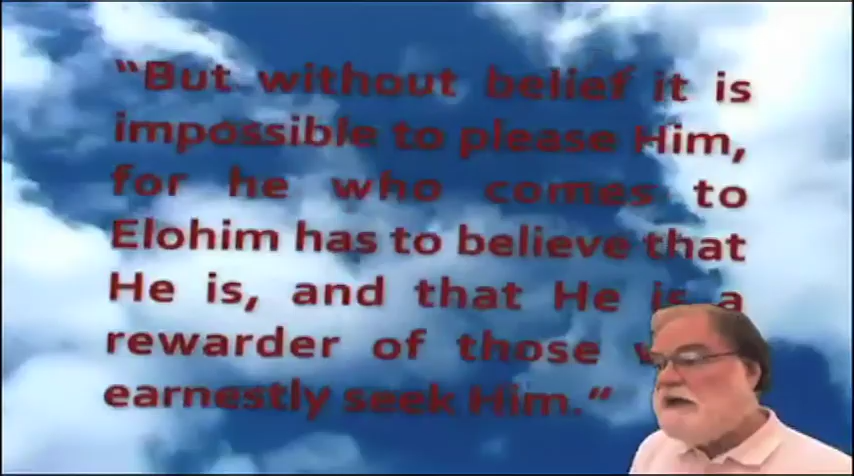 “But without belief it is
impossible to please Him,
for he who comes to
Elohim has to believe that
He is, and that He is a
rewarder of those
earnestly seek Him.“